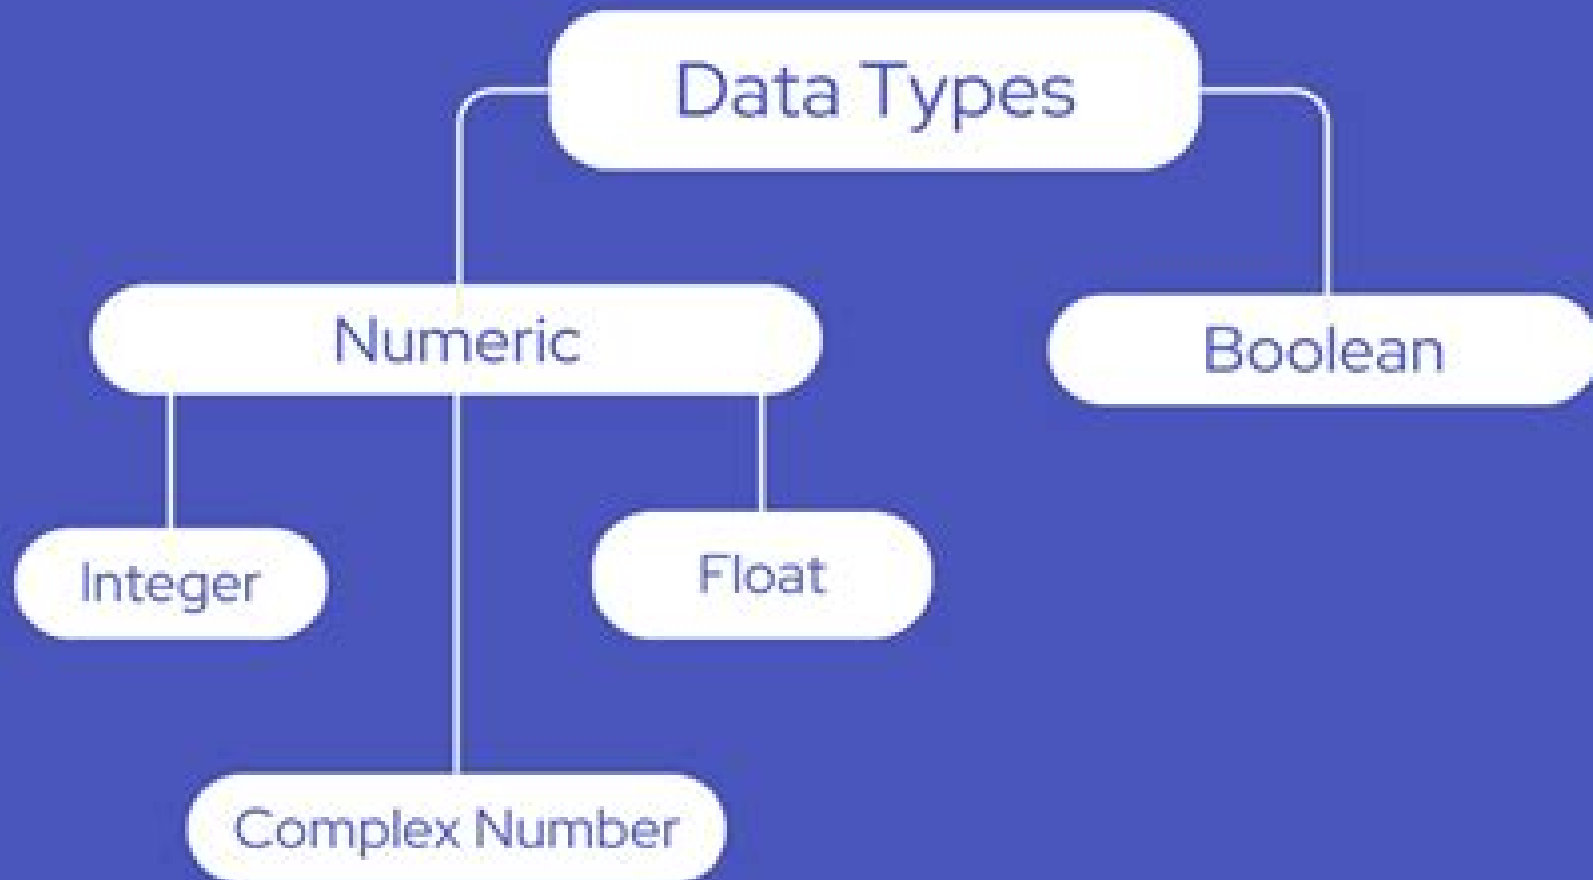 Data Types
Numeric
Boolean
Integer
Float
Complex Number